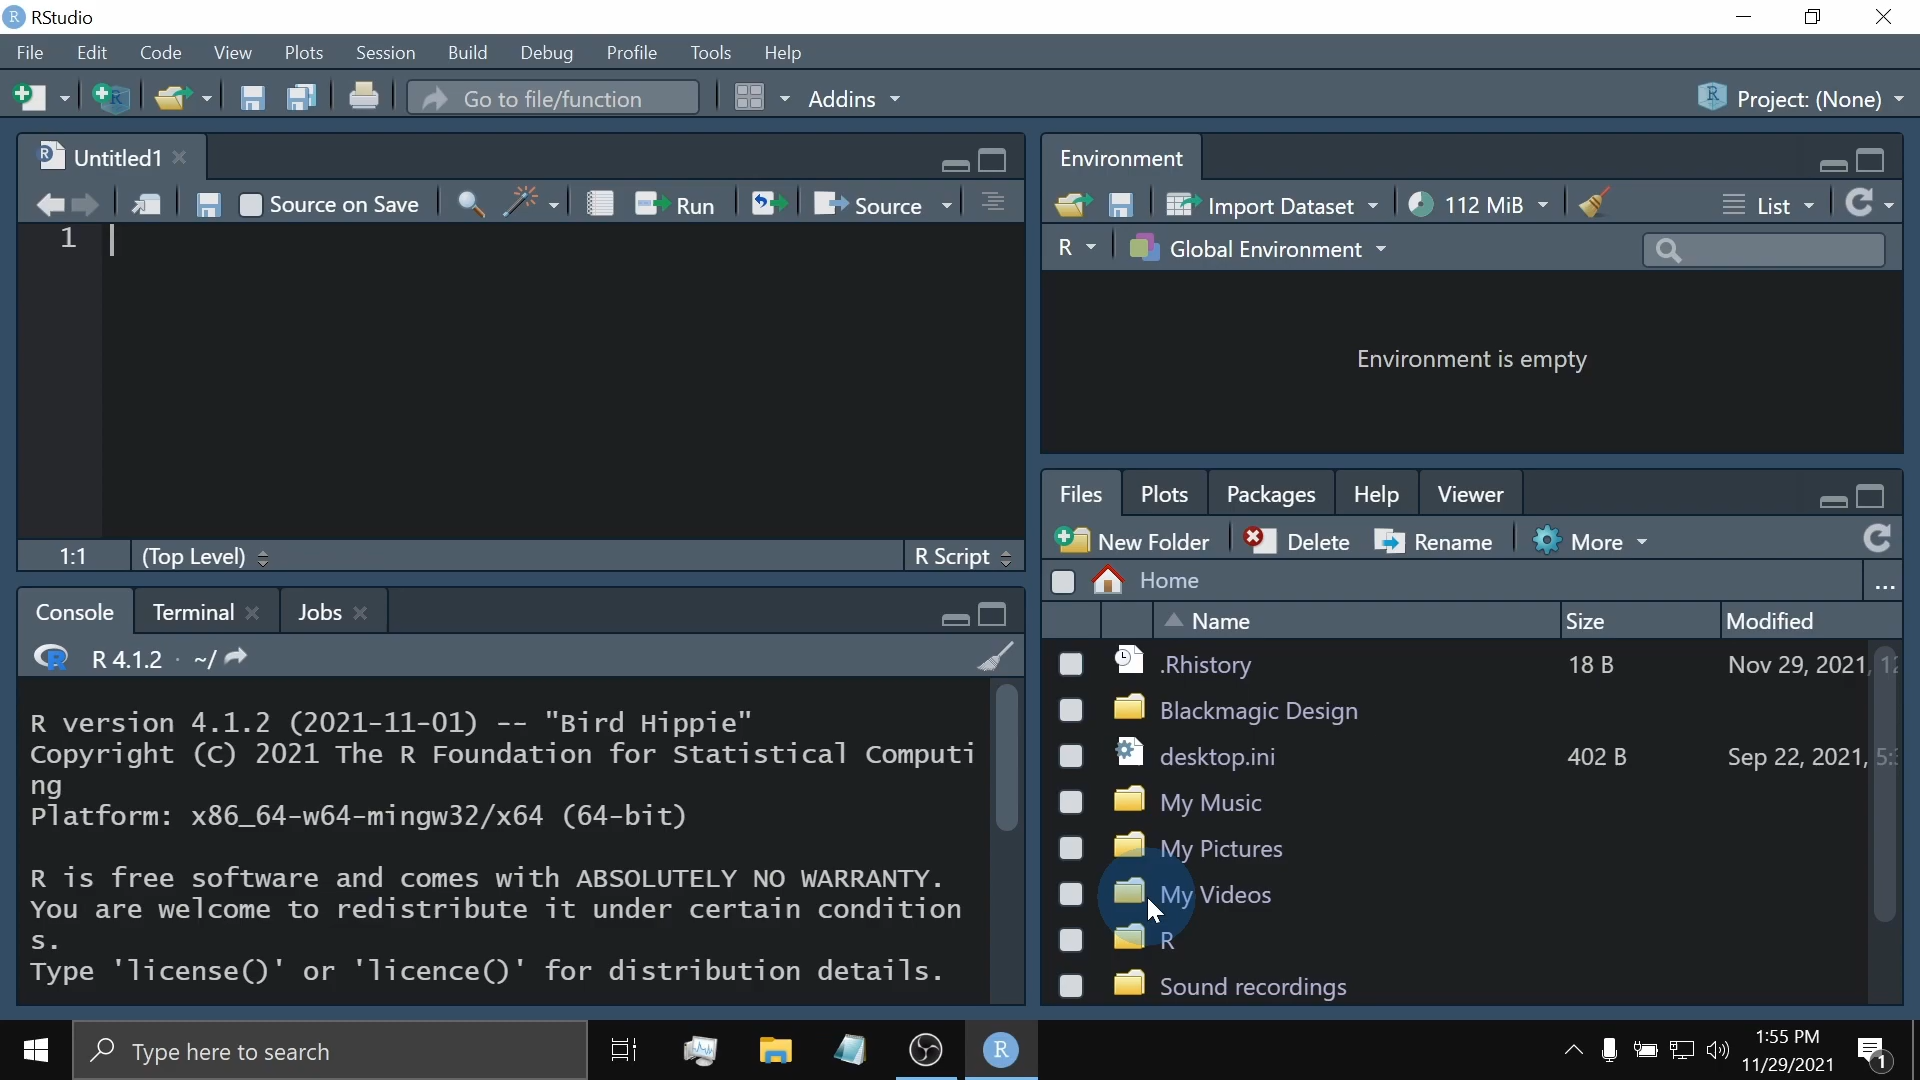 RStudio
File Edit Code View Plots Session Build Debug Profile Tools Help
Go to file/function Addins Project: (None)
Untitled1
Source on Save Run Source
1
1:1 (Top Level) R Script
Console Terminal Jobs
R 4.1.2 · ~/
R version 4.1.2 (2021-11-01) -- "Bird Hippie"
Copyright (C) 2021 The R Foundation for Statistical Computi
ng
Platform: x86_64-w64-mingw32/x64 (64-bit)
R is free software and comes with ABSOLUTELY NO WARRANTY.
You are welcome to redistribute it under certain condition
s.
Type 'license()' or 'licence()' for distribution details.
Environment
Import Dataset 112 MiB List
R Global Environment
Environment is empty
Files Plots Packages Help Viewer
New Folder Delete Rename More
Home ...
Name Size Modified
.Rhistory 18 B Nov 29, 2021, 12
Blackmagic Design
desktop.ini 402 B Sep 22, 2021, 5:3
My Music
My Pictures
My Videos
R
Sound recordings
Type here to search
1:55 PM
11/29/2021
1